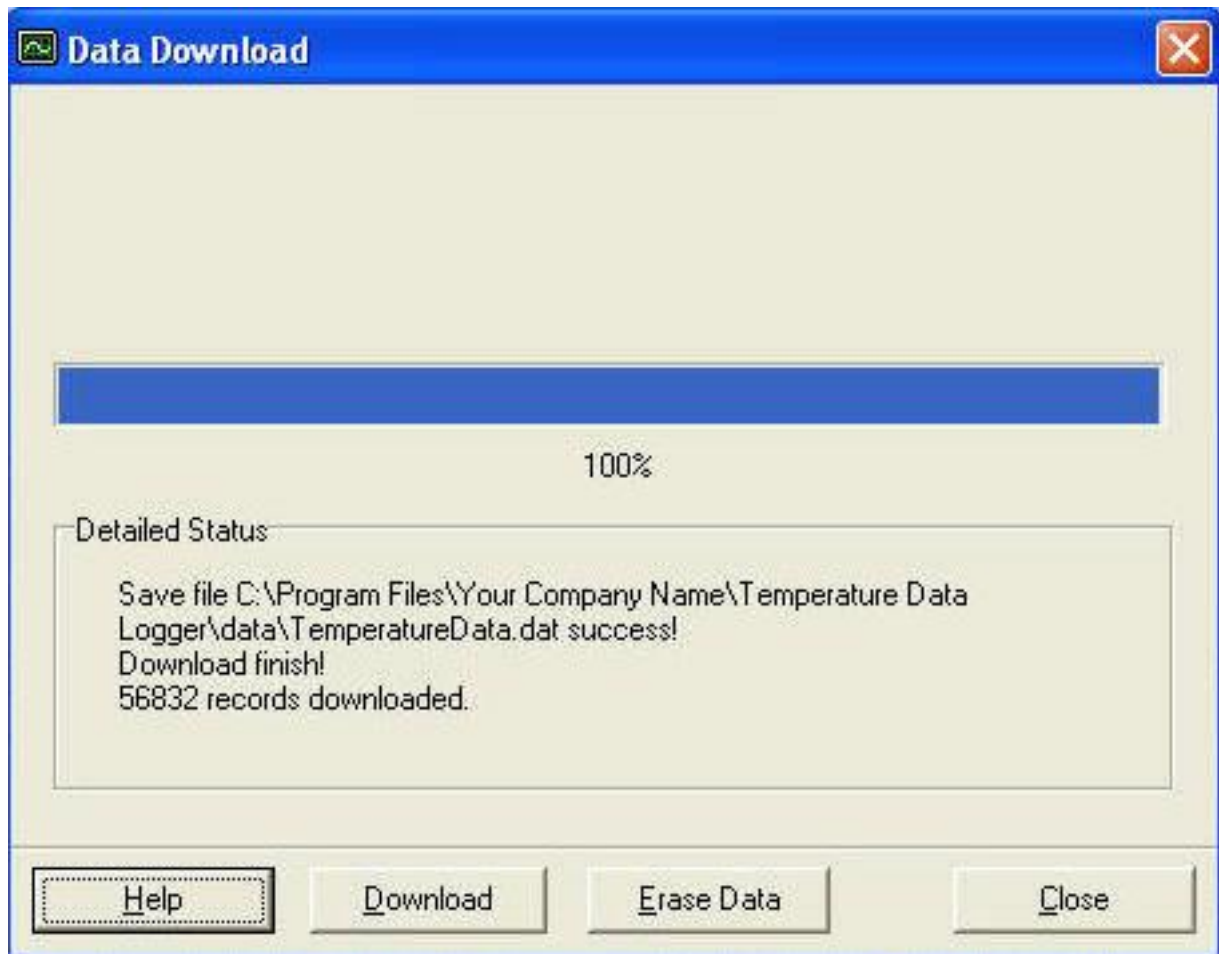 Data Download
100%
Detailed Status
Save file C:\Program Files\Your Company Name\Temperature Data
Logger\data\TemperatureData.dat success!
Download finish!
56832 records downloaded.
Help
Download
Erase Data
Close